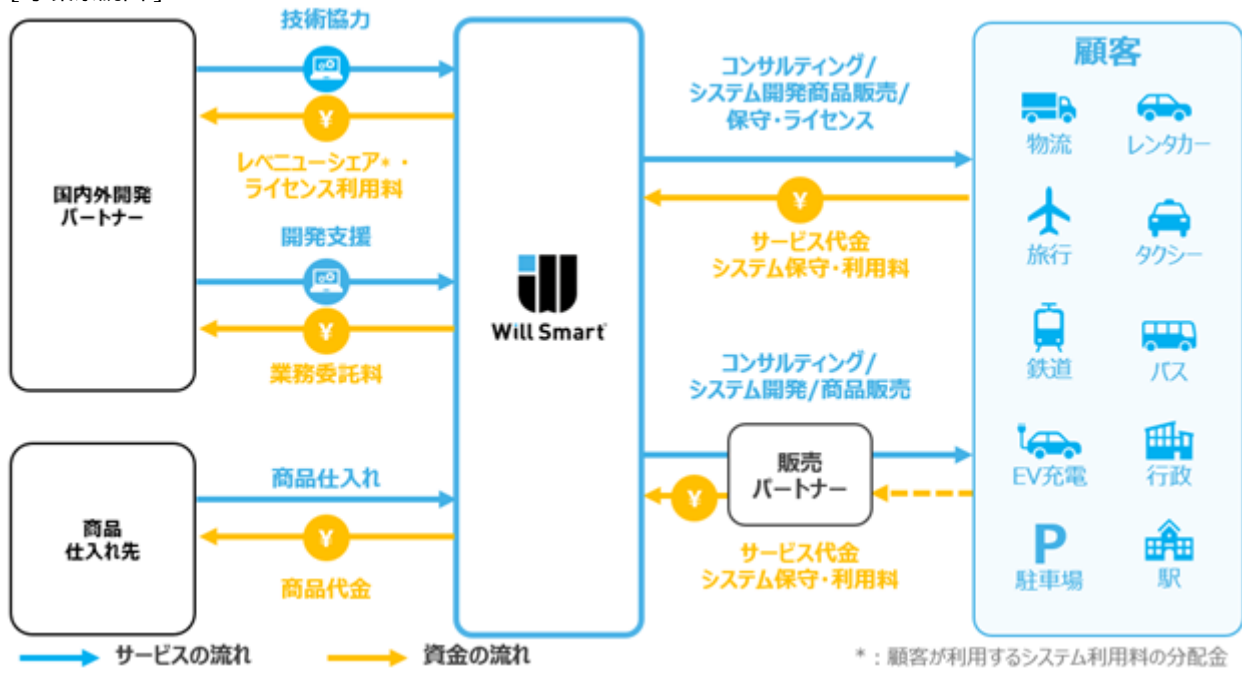 技術協力
¥
レベニューシェア*・
ライセンス利用料
国内外開発
パートナー
開発支援
¥
業務委託料
商品仕入れ
商品
仕入れ先
¥
商品代金
Will Smart
コンサルティング/
システム開発商品販売/
保守・ライセンス
¥
サービス代金
システム保守・利用料
コンサルティング/
システム開発/商品販売
販売
パートナー
¥
サービス代金
システム保守・利用料
顧客
物流
レンタカー
旅行
タクシー
鉄道
バス
EV充電
行政
P
駐車場
駅
サービスの流れ
資金の流れ
*：顧客が利用するシステム利用料の分配金